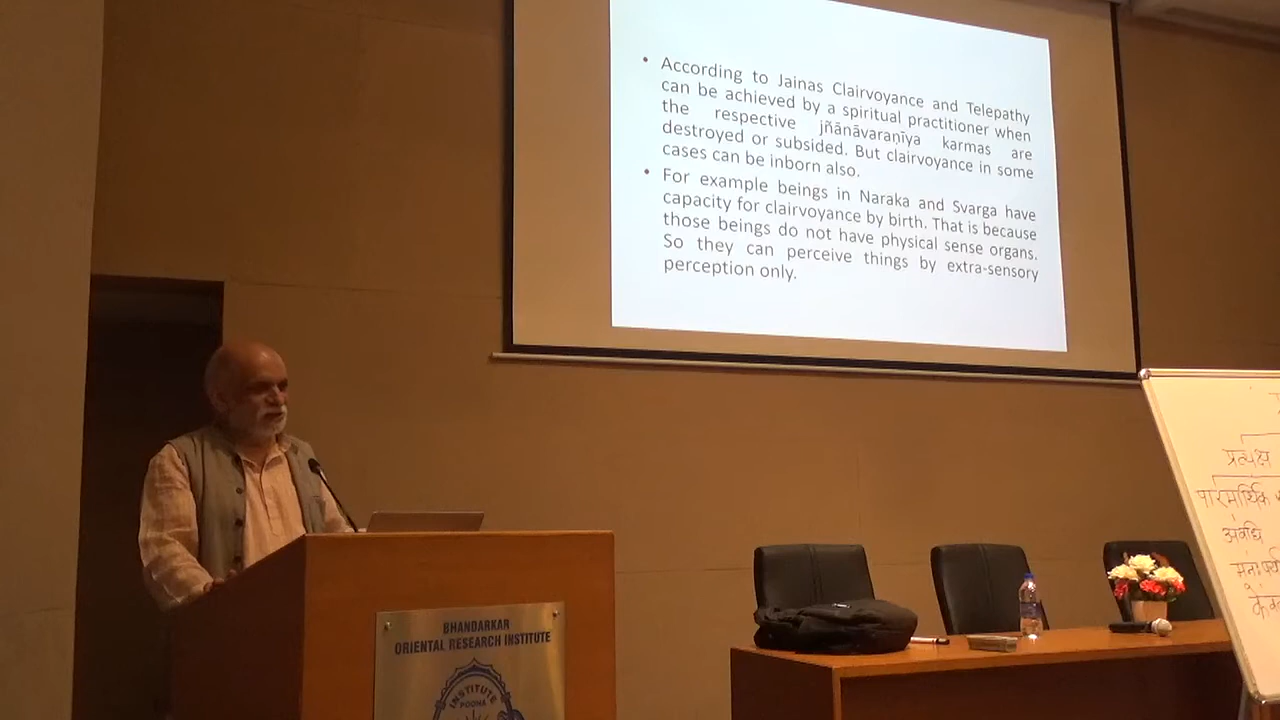 • According to Jainas Clairvoyance and Telepathy
can be achieved by a spiritual practitioner when
the respective jñānāvaraṇīya karmas are
destroyed or subsided. But clairvoyance in some
cases can be inborn also.
• For example beings in Naraka and Svarga have
capacity for clairvoyance by birth. That is because
those beings do not have physical sense organs.
So they can perceive things by extra-sensory
perception only.
BHANDARKAR
ORIENTAL RESEARCH INSTITUTE
INSTITUTE
POONA
प्रत्यक्ष
पारमार्थिक
अवधि